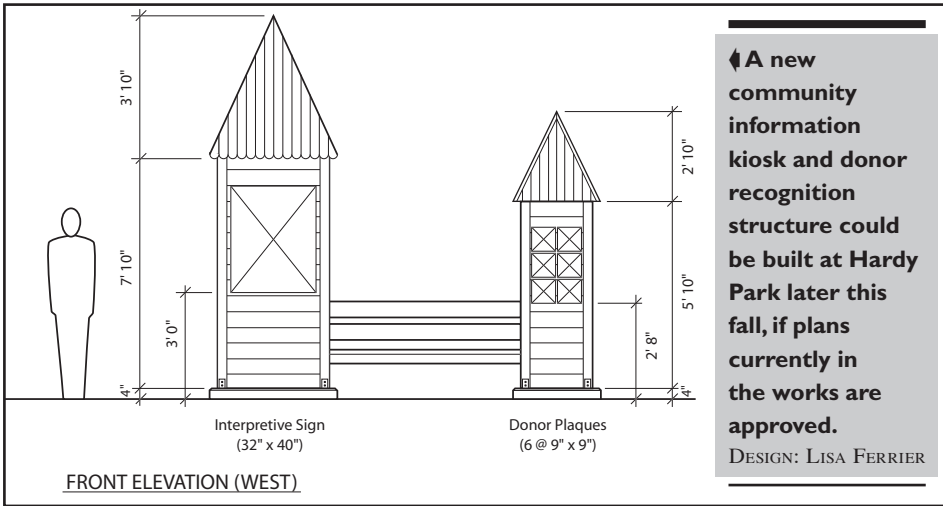 3' 10"
7' 10"
3' 0"
4"
Interpretive Sign
(32" x 40")
2' 10"
5' 10"
2' 8"
4"
Donor Plaques
(6 @ 9" x 9")
FRONT ELEVATION (WEST)
A new
community
information
kiosk and donor
recognition
structure could
be built at Hardy
Park later this
fall, if plans
currently in
the works are
approved.
DESIGN: LISA FERRIER